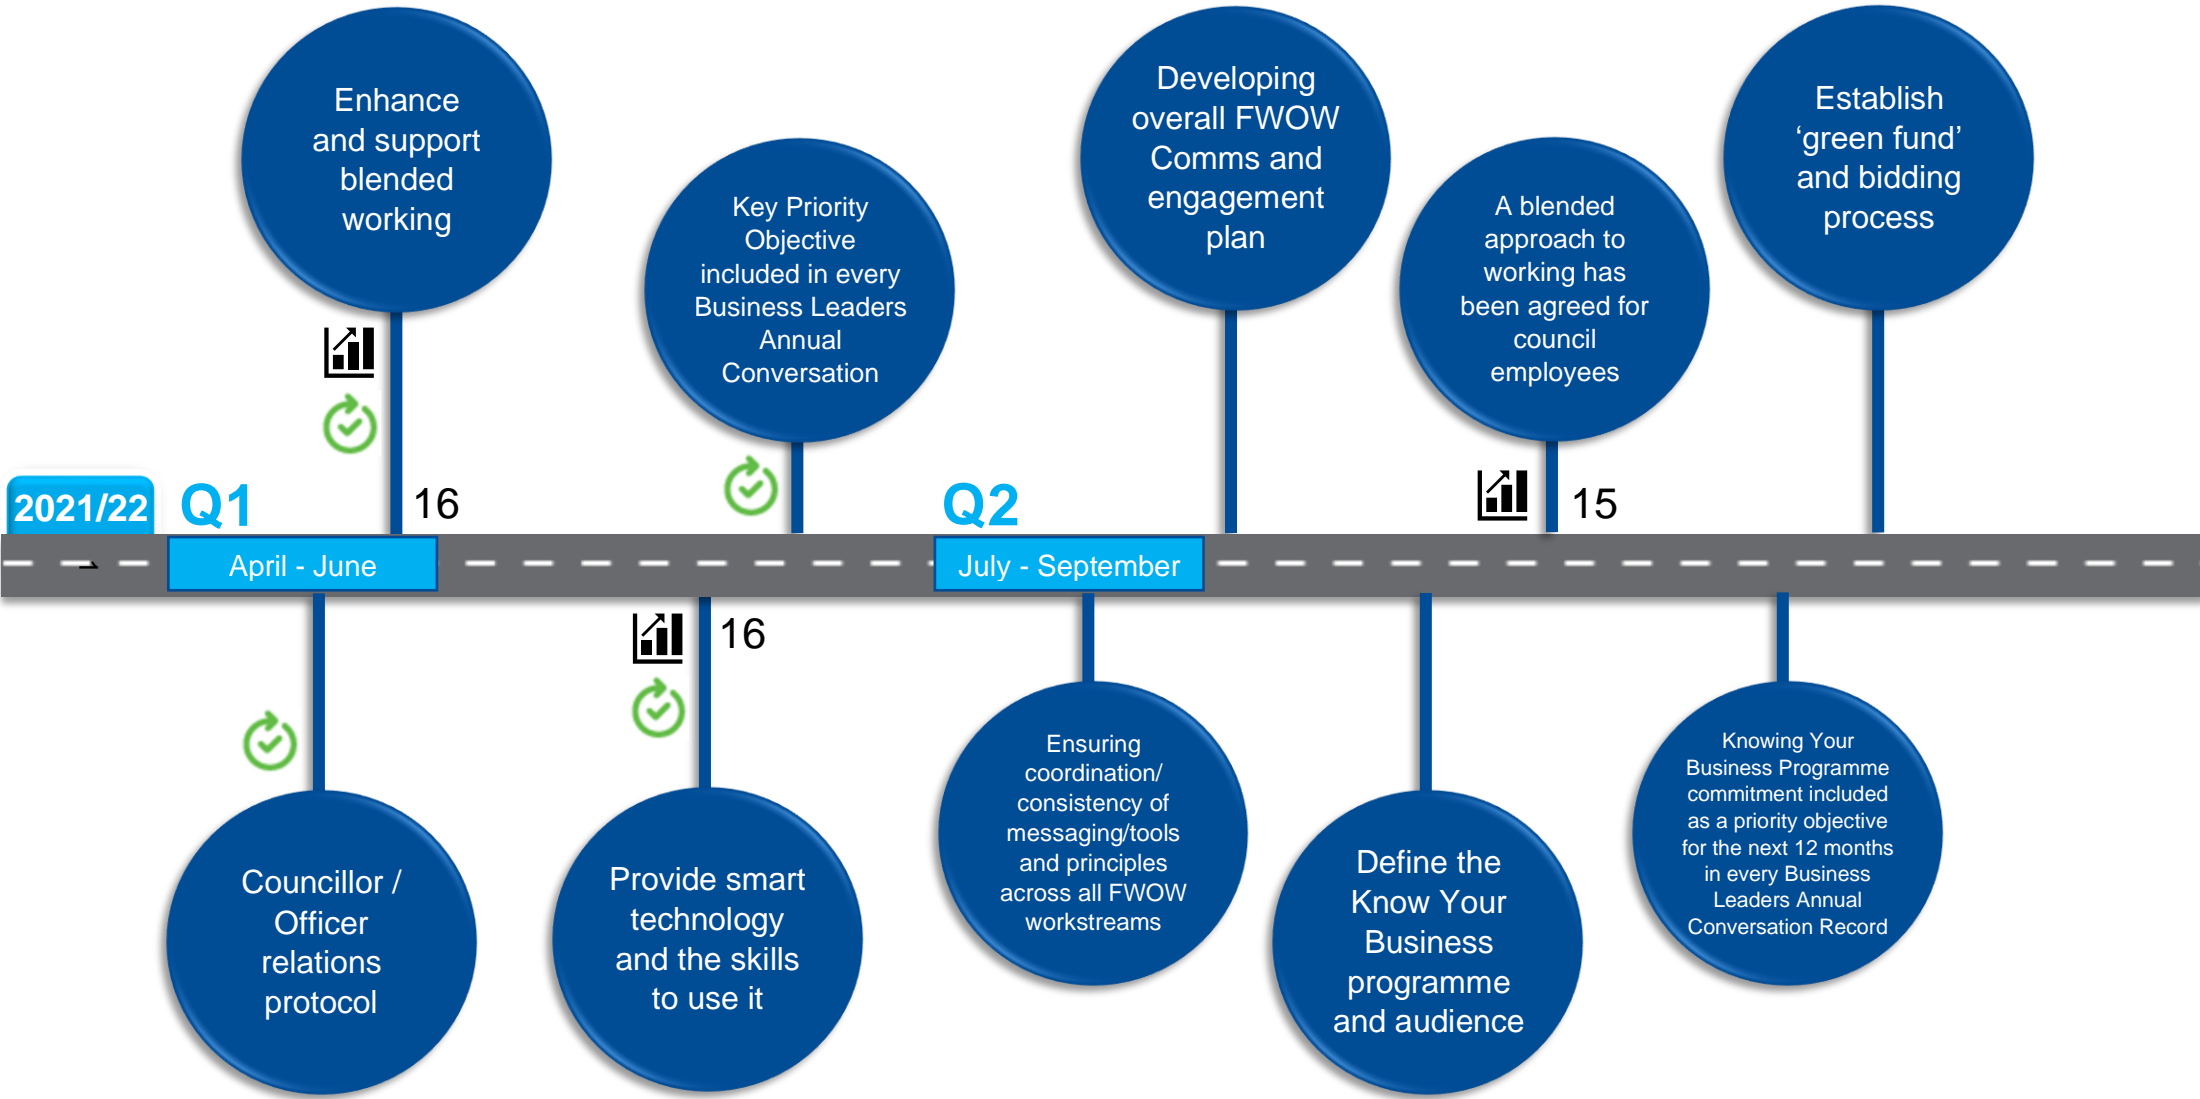 Enhance
and support
blended
working
Key Priority
Objective
included in every
Business Leaders
Annual
Conversation
Developing
overall FWOW
Comms and
engagement
plan
A blended
approach to
working has
been agreed for
council
employees
Establish
‘green fund’
and bidding
process
2021/22
Q1
16
Q2
15
April - June
July - September
16
Councillor /
Officer
relations
protocol
Provide smart
technology
and the skills
to use it
Ensuring
coordination/
consistency of
messaging/tools
and principles
across all FWOW
workstreams
Define the
Know Your
Business
programme
and audience
Knowing Your
Business Programme
commitment included
as a priority objective
for the next 12 months
in every Business
Leaders Annual
Conversation Record